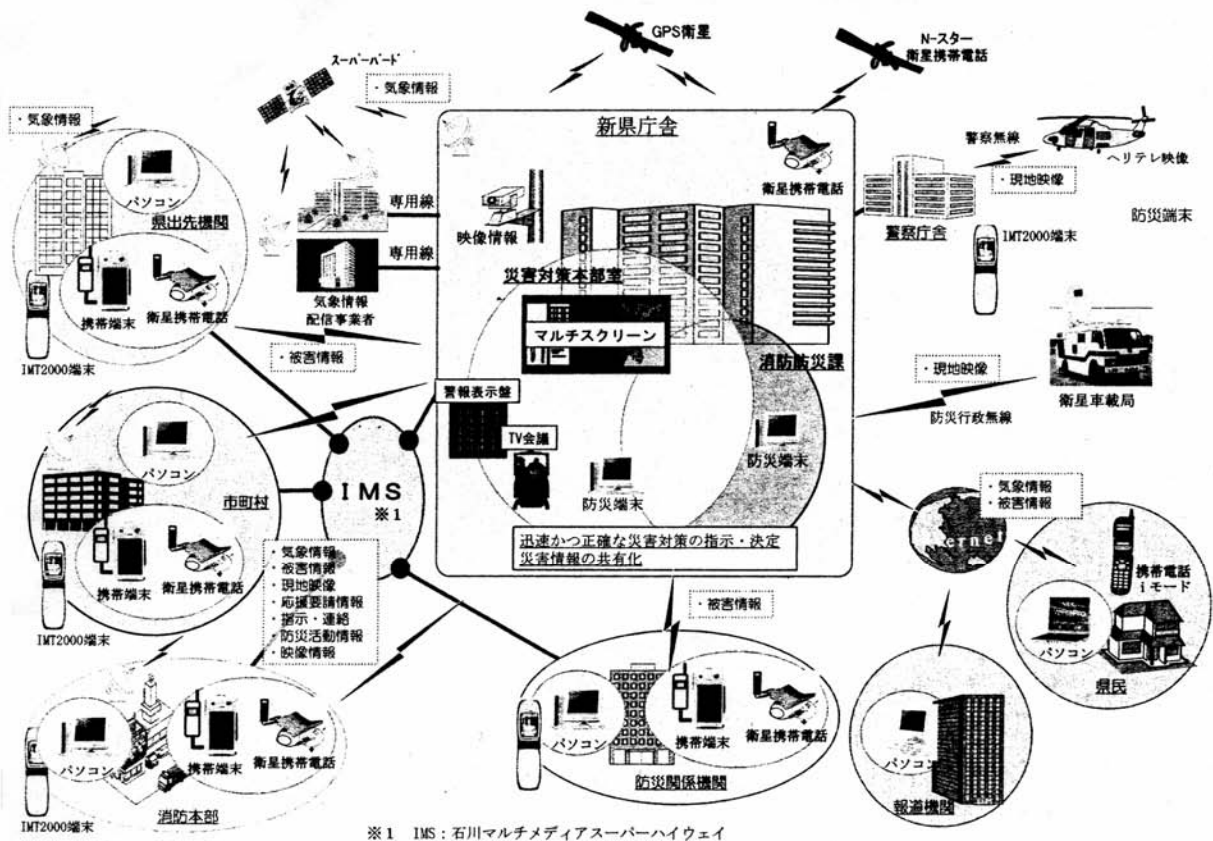 GPS衛星
N-スター
衛星携帯電話
スーパーバード
・気象情報
・気象情報
新県庁舎
警察無線
ヘリテレ映像
・現地映像
パソコン
県出先機関
専用線
映像情報
衛星携帯電話
警察庁舎
防災端末
IMT2000端末
専用線
災害対策本部室
気象情報
配信事業者
携帯端末
衛星携帯電話
マルチスクリーン
・被害情報
IMT2000端末
消防防災課
・現地映像
衛星車載局
防災行政無線
警報表示盤
TV会議
パソコン
防災端末
防災端末
市町村
IMS
※1
・気象情報
・被害情報
迅速かつ正確な災害対策の指示・決定
災害情報の共有化
ernet
・気象情報
・被害情報
・現地映像
・応援要請情報
・指示・連絡
・防災活動情報
・映像情報
携帯端末
衛星携帯電話
IMT2000端末
・被害情報
携帯電話
iモード
パソコン
県民
パソコン
携帯端末
衛星携帯電話
消防本部
IMT2000端末
パソコン
携帯端末
衛星携帯電話
防災関係機関
パソコン
報道機関
※1 IMS:石川マルチメディアスーパーハイウェイ